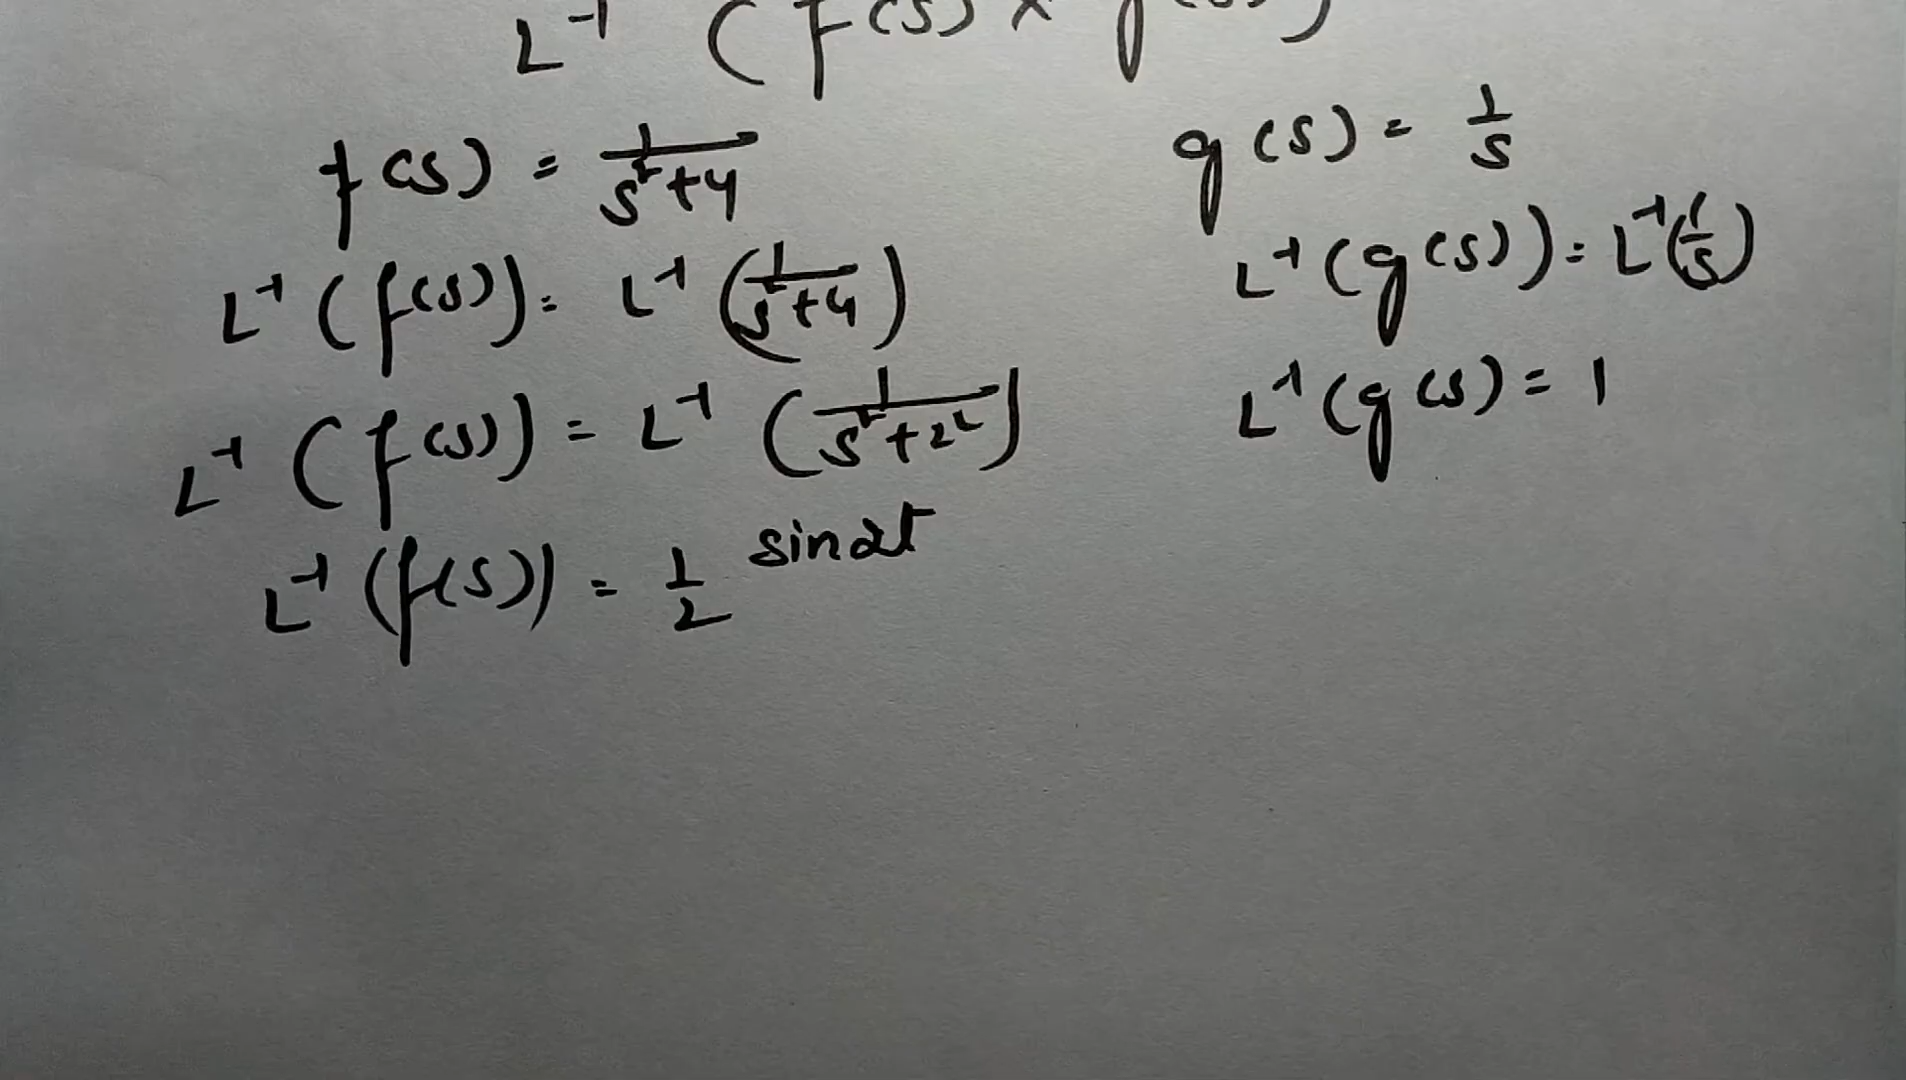 L⁻¹ (f(s) × g(s))
f(s) = 1/(s²+4)
L⁻¹ (f(s)) = L⁻¹ (1/(s²+4))
L⁻¹ (f(s)) = L⁻¹ (1/(s²+2²))
L⁻¹ (f(s)) = 1/2 sin2t
g(s) = 1/s
L⁻¹ (g(s)) = L⁻¹(1/s)
L⁻¹ (g(s) = 1